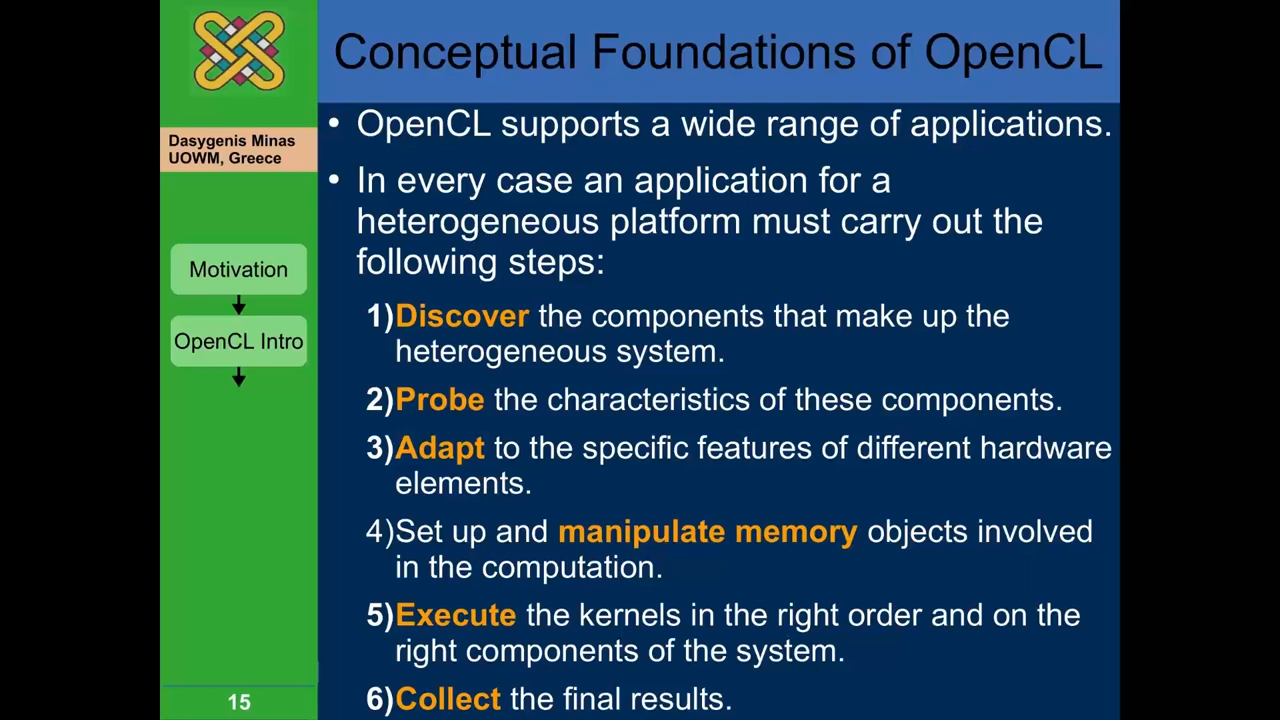 Conceptual Foundations of OpenCL
Dasygenis Minas
UOWM, Greece
Motivation
OpenCL Intro
15
• OpenCL supports a wide range of applications.
• In every case an application for a
heterogeneous platform must carry out the
following steps:
1)Discover the components that make up the
heterogeneous system.
2)Probe the characteristics of these components.
3)Adapt to the specific features of different hardware
elements.
4)Set up and manipulate memory objects involved
in the computation.
5)Execute the kernels in the right order and on the
right components of the system.
6)Collect the final results.